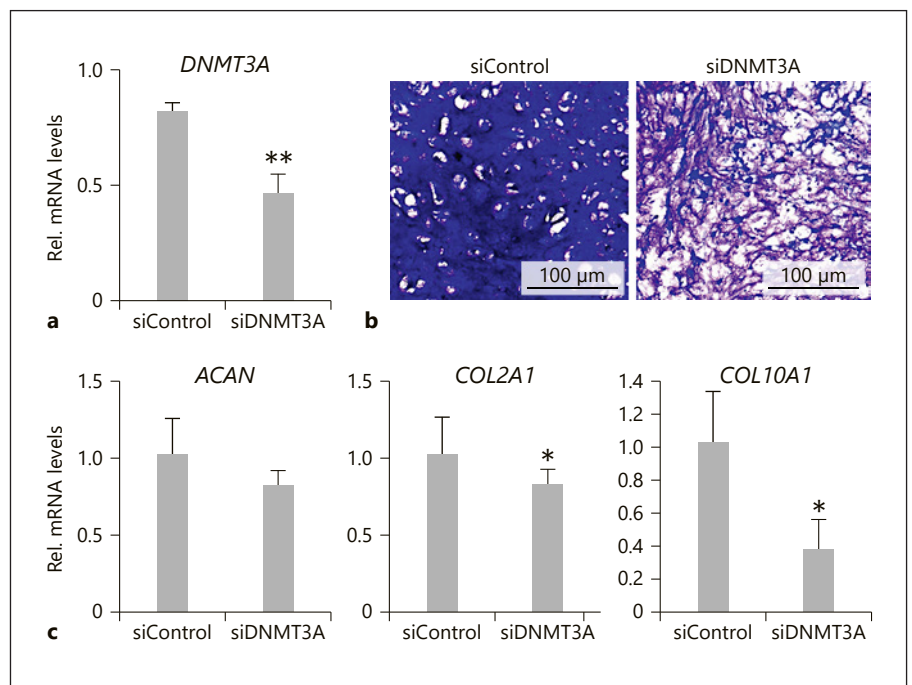 DNMT3A
1.0
0.5
0
Rel. mRNA levels
**
siControl siDNMT3A
a
siControl siDNMT3A
100 µm 100 µm
b
ACAN
1.5
1.0
0.5
0
Rel. mRNA levels
siControl siDNMT3A
c
COL2A1
1.5
1.0
0.5
0
*
siControl siDNMT3A
COL10A1
1.4
1.2
1.0
0.8
0.6
0.4
0.2
0
*
siControl siDNMT3A